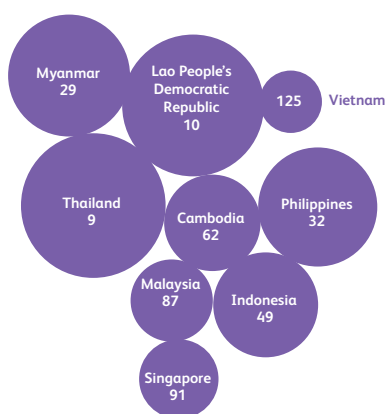 Myanmar
29
Lao People's
Democratic
Republic
10
125
Vietnam
Thailand
9
Cambodia
62
Philippines
32
Malaysia
87
Indonesia
49
Singapore
91